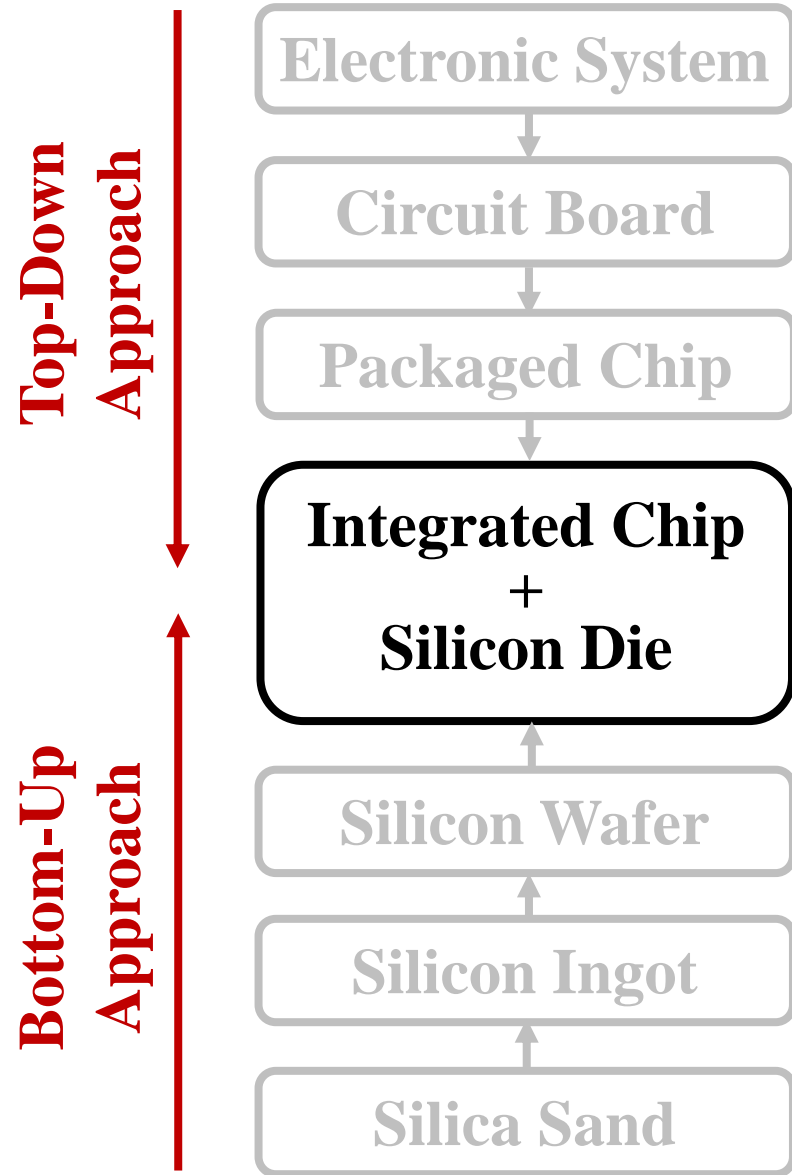 Top-Down
Approach
Electronic System
Circuit Board
Packaged Chip
Integrated Chip
+
Silicon Die
Bottom-Up
Approach
Silicon Wafer
Silicon Ingot
Silica Sand